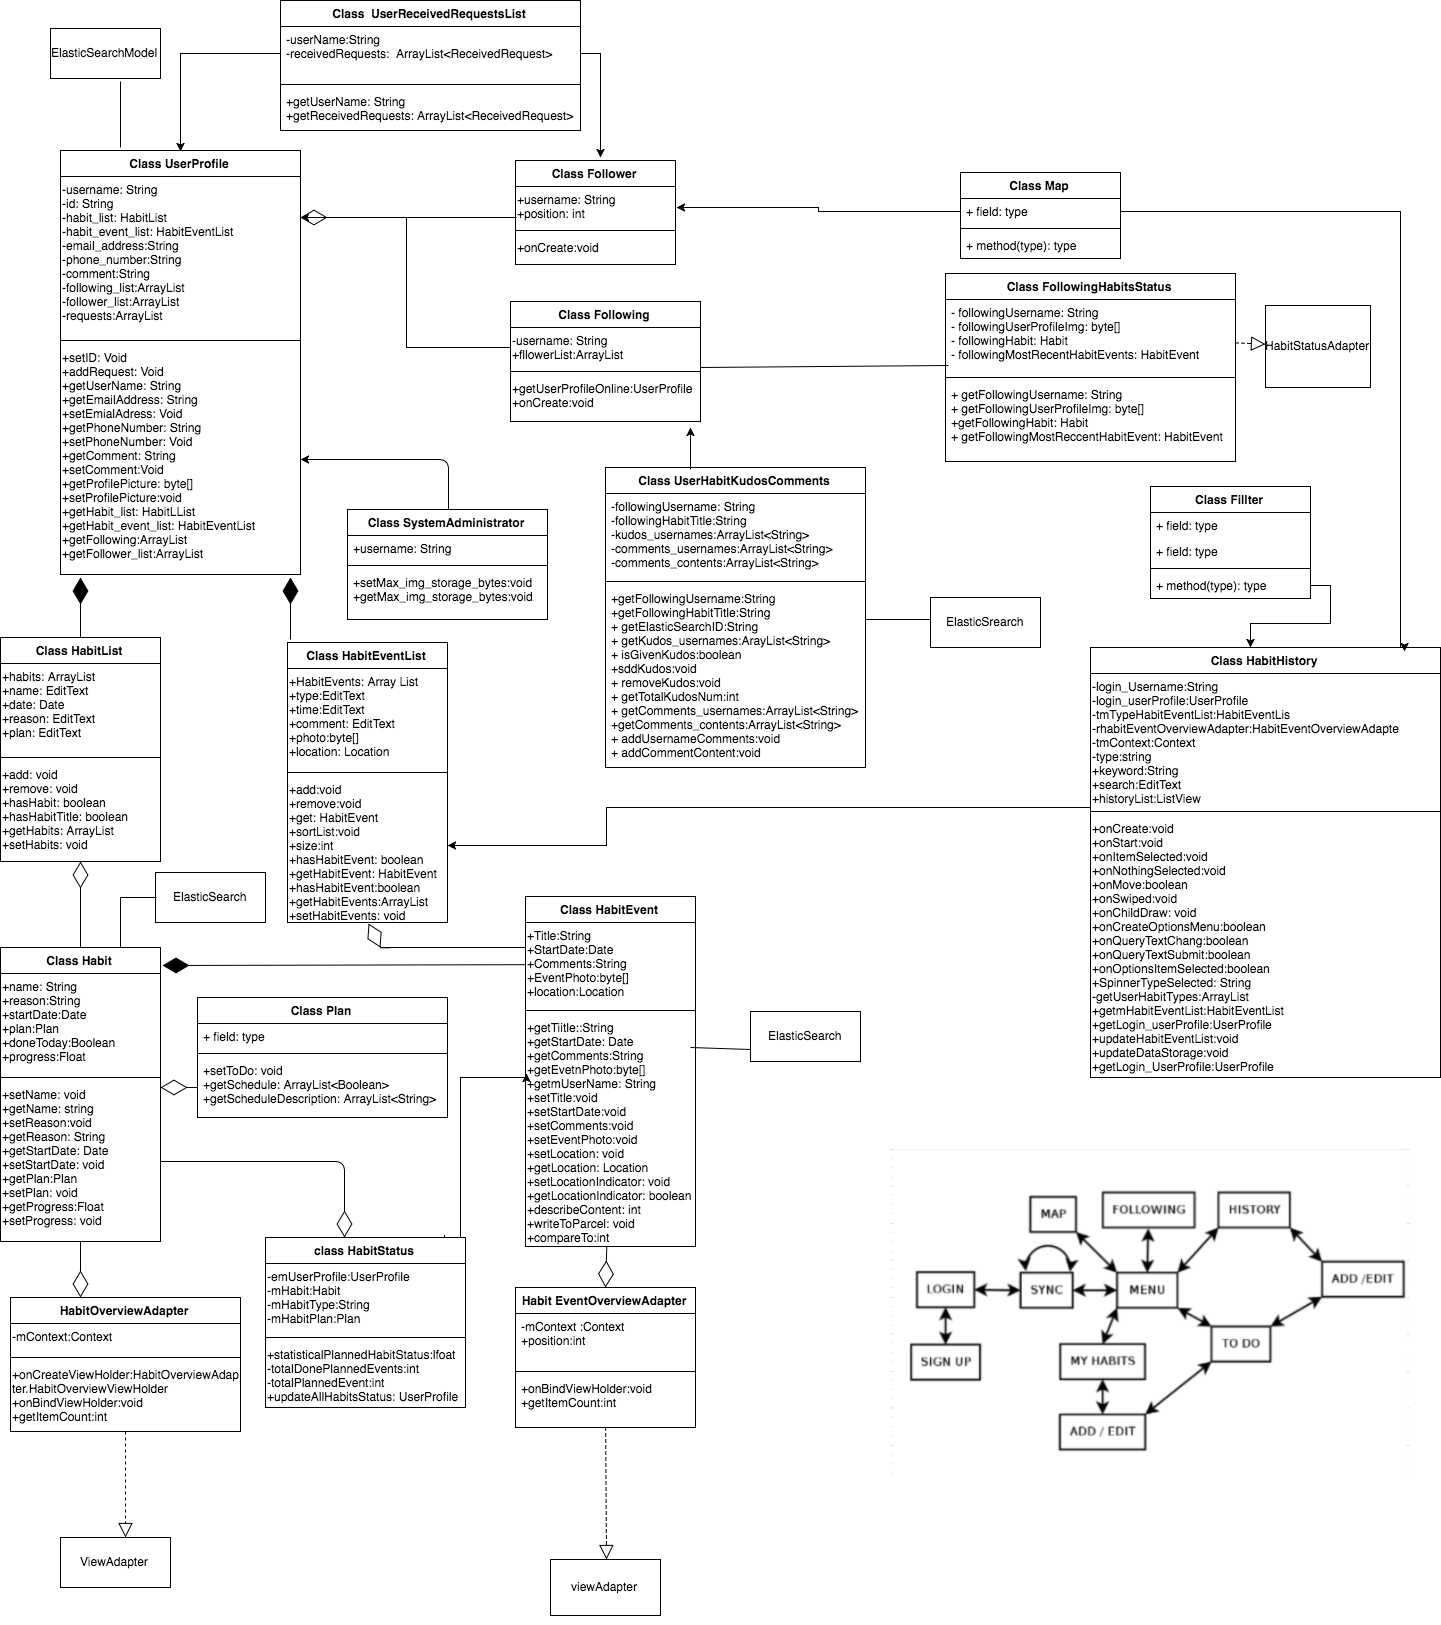 Class  UserReceivedRequestsList
-userName:String
-receivedRequests:  ArrayList<ReceivedRequest>
+getUserName: String
+getReceivedRequests: ArrayList<ReceivedRequest>
ElasticSearchModel
Class UserProfile
-username: String
-id: String
-habit_list: HabitList
-habit_event_list: HabitEventList
-email_address:String
-phone_number:String
-comment:String
-following_list:ArrayList
-follower_list:ArrayList
-requests:ArrayList
+setID: Void
+addRequest: Void
+getUserName: String
+getEmailAddress: String
+setEmialAdress: Void
+getPhoneNumber: String
+setPhoneNumber: Void
+getComment: String
+setComment:Void
+getProfilePicture: byte[]
+setProfilePicture:void
+getHabit_list: HabitLList
+getHabit_event_list: HabitEventList
+getFollowing:ArrayList
+getFollower_list:ArrayList
Class Follower
+username: String
+position: int
+onCreate:void
Class Map
+ field: type
+ method(type): type
Class Following
-username: String
+fllowerList:ArrayList
+getUserProfileOnline:UserProfile
+onCreate:void
Class FollowingHabitsStatus
- followingUsername: String
- followingUserProfileImg: byte[]
- followingHabit: Habit
- followingMostRecentHabitEvents: HabitEvent
+ getFollowingUsername: String
+ getFollowingUserProfileImg: byte[]
+getFollowingHabit: Habit
+ getFollowingMostReccentHabitEvent: HabitEvent
HabitStatusAdapter
Class SystemAdministrator
+username: String
+setMax_img_storage_bytes:void
+getMax_img_storage_bytes:void
Class UserHabitKudosComments
-followingUsername: String
-followingHabitTitle:String
-kudos_usernames:ArrayList<String>
-comments_usernames:ArrayList<String>
-comments_contents:ArrayList<String>
+getFollowingUsername:String
+getFollowingHabitTitle:String
+ getElasticSearchID:String
+ getKudos_usernames:ArayList<String>
+ isGivenKudos:boolean
+sddKudos:void
+ removeKudos:void
+ getTotalKudosNum:int
+ getComments_usernames:ArrayList<String>
+getComments_contents:ArrayList<String>
+ addUsernameComments:void
+ addCommentContent:void
ElasticSrearch
Class Fillter
+ field: type
+ field: type
+ method(type): type
Class HabitList
+habits: ArrayList
+name: EditText
+date: Date
+reason: EditText
+plan: EditText
+add: void
+remove: void
+hasHabit: boolean
+hasHabitTitle: boolean
+getHabits: ArrayList
+setHabits: void
Class HabitEventList
+HabitEvents: Array List
+type:EditText
+time:EditText
+comment: EditText
+photo:byte[]
+location: Location
+add:void
+remove:void
+get: HabitEvent
+sortList:void
+size:int
+hasHabitEvent: boolean
+getHabitEvent: HabitEvent
+hasHabitEvent:boolean
+getHabitEvents:ArrayList
+setHabitEvents: void
Class HabitHistory
-login_Username:String
-login_userProfile:UserProfile
-tmTypeHabitEventList:HabitEventLis
-rhabitEventOverviewAdapter:HabitEventOverviewAdapte
-tmContext:Context
-type:string
+keyword:String
+search:EditText
+historyList:ListView
+onCreate:void
+onStart:void
+onItemSelected:void
+onNothingSelected:void
+onMove:boolean
+onSwiped:void
+onChildDraw: void
+onCreateOptionsMenu:boolean
+onQueryTextChang:boolean
+onQueryTextSubmit:boolean
+onOptionsItemSelected:boolean
+SpinnerTypeSelected: String
-getUserHabitTypes:ArrayList
+getmHabitEventList:HabitEventList
+getLogin_userProfile:UserProfile
+updateHabitEventList:void
+updateDataStorage:void
+getLogin_UserProfile:UserProfile
ElasticSearch
Class Habit
+name: String
+reason:String
+startDate:Date
+plan:Plan
+doneToday:Boolean
+progress:Float
+setName: void
+getName: string
+setReason:void
+getReason: String
+getStartDate: Date
+setStartDate: void
+getPlan:Plan
+setPlan: void
+getProgress:Float
+setProgress: void
Class Plan
+ field: type
+setToDo: void
+getSchedule: ArrayList<Boolean>
+getScheduleDescription: ArrayList<String>
Class HabitEvent
+Title:String
+StartDate:Date
+Comments:String
+EventPhoto:byte[]
+location:Location
+getTiitle::String
+getStartDate: Date
+getComments:String
+getEvetnPhoto:byte[]
+getmUserName: String
+setTitle:void
+setStartDate:void
+setComments:void
+setEventPhoto:void
+setLocation: void
+getLocation: Location
+setLocationIndicator: void
+getLocationIndicator: boolean
+describeContent: int
+writeToParcel: void
+compareTo:int
ElasticSearch
class HabitStatus
-emUserProfile:UserProfile
-mHabit:Habit
-mHabitType:String
-mHabitPlan:Plan
+statisticalPlannedHabitStatus:lfoat
-totalDonePlannedEvents:int
-totalPlannedEvent:int
+updateAllHabitsStatus: UserProfile
HabitOverviewAdapter
-mContext:Context
+onCreateViewHolder:HabitOverviewAdap
ter.HabitOverviewViewHolder
+onBindViewHolder:void
+getItemCount:int
Habit EventOverviewAdapter
-mContext :Context
+position:int
+onBindViewHolder:void
+getItemCount:int
ViewAdapter
viewAdapter
MAP
FOLLOWING
HISTORY
LOGIN
SYNC
MENU
ADD /EDIT
SIGN UP
MY HABITS
TO DO
ADD / EDIT